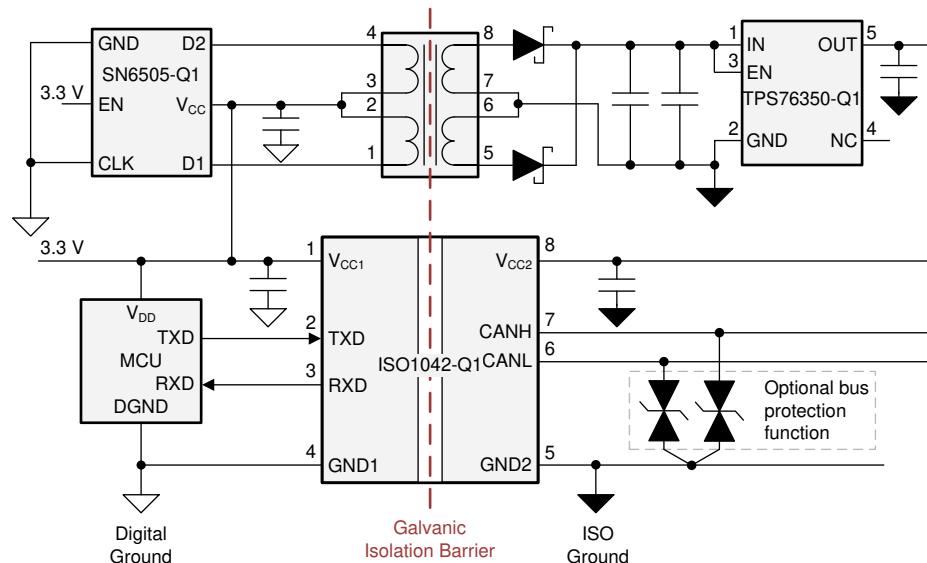 GND
D2
SN6505-Q1
3.3 V
EN
VCC
CLK
D1
4
3
2
1
8
7
6
5
1
IN
OUT
5
3
EN
TPS76350-Q1
2
GND
NC
4
3.3 V
1
VCC1
VCC2
8
VDD
TXD
MCU
RXD
DGND
2
TXD
3
RXD
ISO1042-Q1
CANH
7
CANL
6
4
GND1
GND2
5
Optional bus
protection
function
Digital
Ground
Galvanic
Isolation Barrier
ISO
Ground